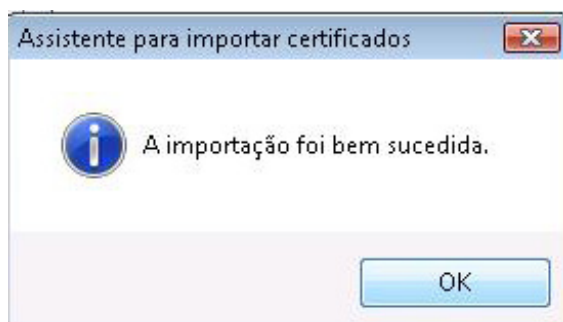 Assistente para importar certificados
A importação foi bem sucedida.
OK